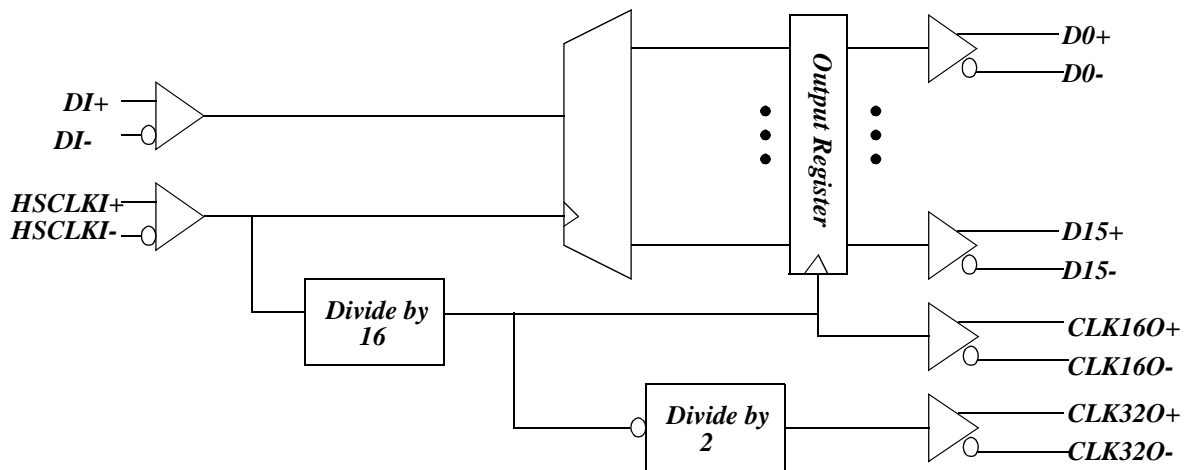 D0+
D0-
DI+
DI-
Output Register
HSCLKI+
HSCLKI-
D15+
D15-
Divide by
16
CLK16O+
CLK16O-
Divide by
2
CLK32O+
CLK32O-